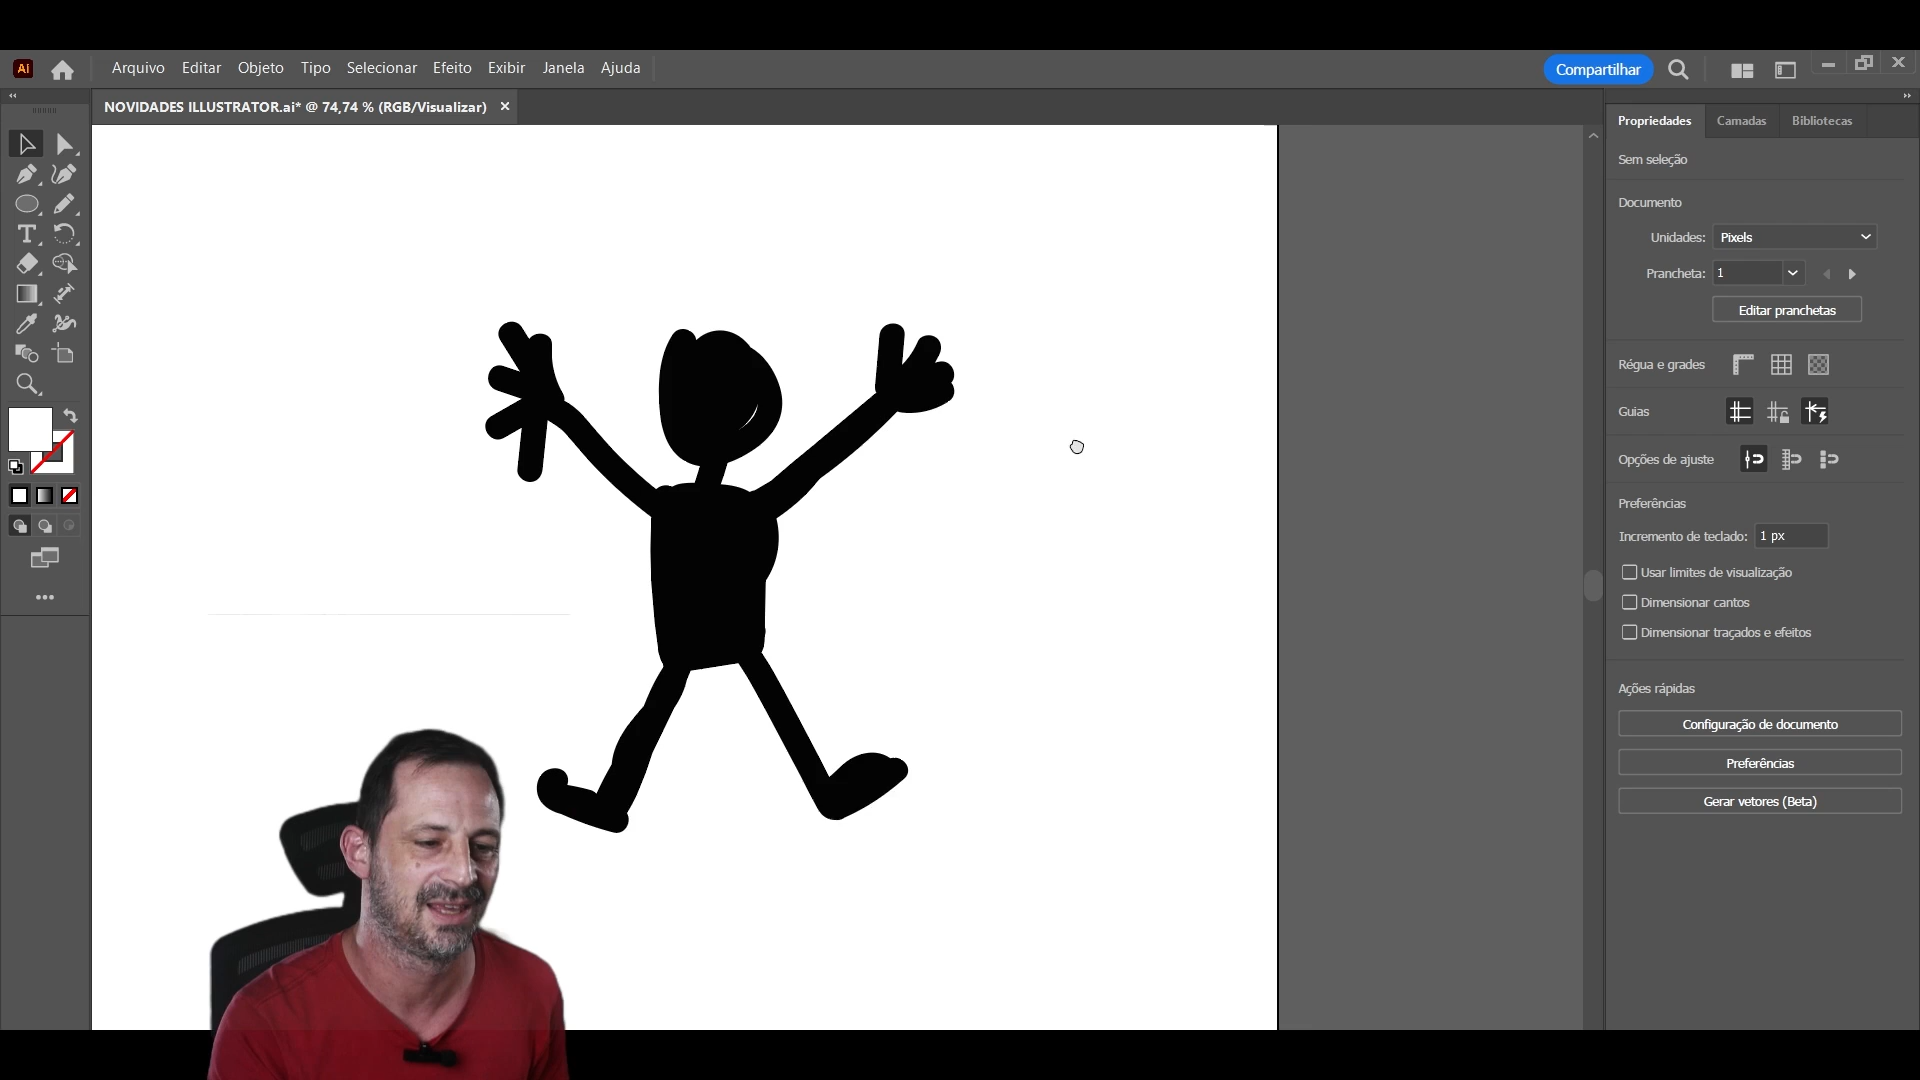 Ai
Arquivo Editar Objeto Tipo Selecionar Efeito Exibir Janela Ajuda
Compartilhar
NOVIDADES ILLUSTRATOR.ai* @ 74,74 % (RGB/Visualizar) ×
Propriedades Camadas Bibliotecas
Sem seleção
Documento
Unidades: Pixels
Prancheta: 1
Editar pranchetas
Régua e grades
Guias
Opções de ajuste
Preferências
Incremento de teclado: 1 px
Usar limites de visualização
Dimensionar cantos
Dimensionar traçados e efeitos
Ações rápidas
Configuração de documento
Preferências
Gerar vetores (Beta)